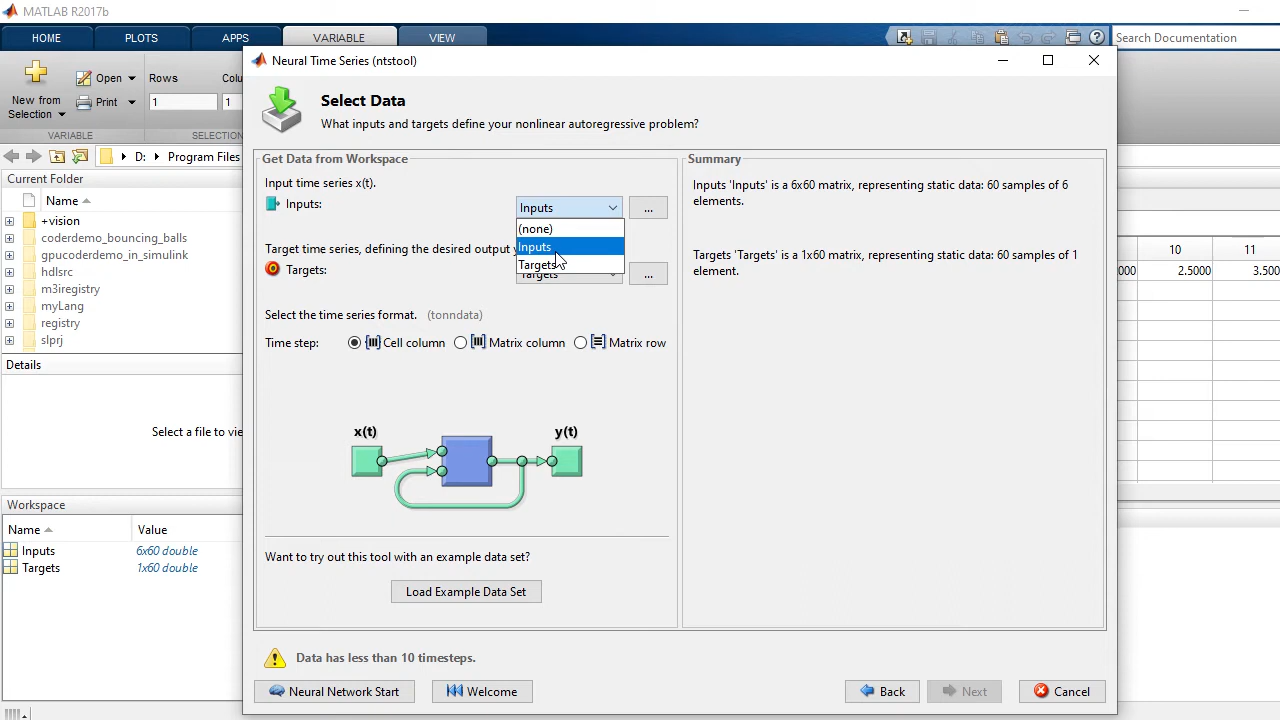 MATLAB R2017b
HOME PLOTS APPS VARIABLE VIEW
Search Documentation
New from Selection
Open
Print
Rows
1
1
VARIABLE
D: Program Files
Current Folder
Name
+vision
coderdemo_bouncing_balls
gpucoderdemo_in_simulink
hdlsrc
m3iregistry
myLang
registry
slprj
Details
Workspace
Name Value
Inputs 6x60 double
Targets 1x60 double
Neural Time Series (ntstool)
Select Data
What inputs and targets define your nonlinear autoregressive problem?
Get Data from Workspace
Input time series x(t).
Inputs: Inputs ...
(none)
Inputs
Targets
Target time series, defining the desired output
Targets: Targets ...
Select the time series format. (tonndata)
Time step: Cell column Matrix column Matrix row
x(t) y(t)
Want to try out this tool with an example data set?
Load Example Data Set
Summary
Inputs 'Inputs' is a 6x60 matrix, representing static data: 60 samples of 6
elements.
Targets 'Targets' is a 1x60 matrix, representing static data: 60 samples of 1
element.
Data has less than 10 timesteps.
Neural Network Start Welcome Back Next Cancel
10 11
2.5000